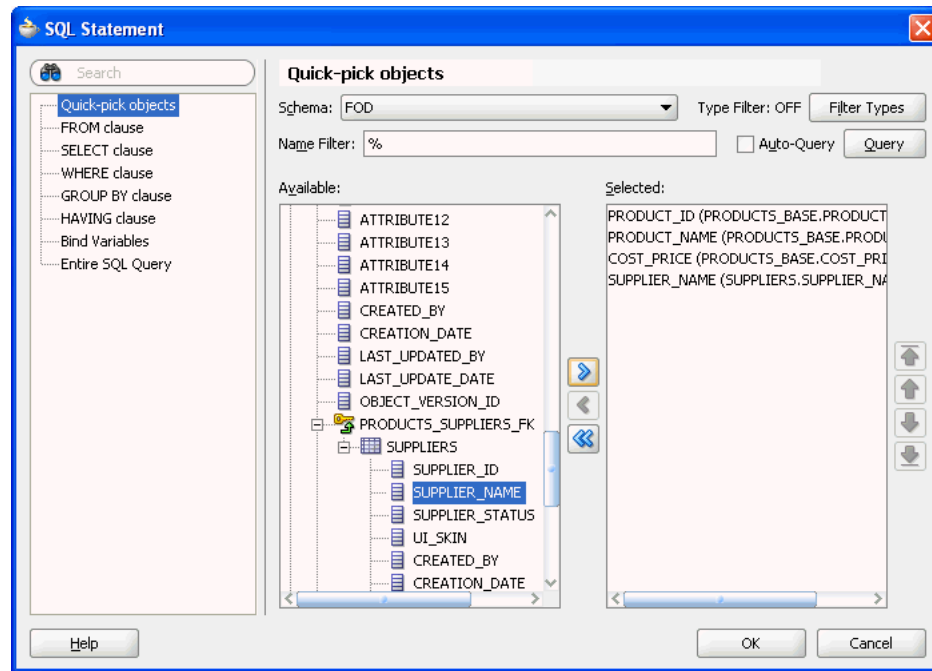 SQL Statement
Search
Quick-pick objects
FROM clause
SELECT clause
WHERE clause
GROUP BY clause
HAVING clause
Bind Variables
Entire SQL Query
Quick-pick objects
Schema: FOD Type Filter: OFF Filter Types
Name Filter: % Auto-Query Query
Available:
ATTRIBUTE12
ATTRIBUTE13
ATTRIBUTE14
ATTRIBUTE15
CREATED_BY
CREATION_DATE
LAST_UPDATED_BY
LAST_UPDATE_DATE
OBJECT_VERSION_ID
PRODUCTS_SUPPLIERS_FK
SUPPLIERS
SUPPLIER_ID
SUPPLIER_NAME
SUPPLIER_STATUS
UI_SKIN
CREATED_BY
CREATION_DATE
Selected:
PRODUCT_ID (PRODUCTS_BASE.PRODUCT
PRODUCT_NAME (PRODUCTS_BASE.PRODU
COST_PRICE (PRODUCTS_BASE.COST_PRI
SUPPLIER_NAME (SUPPLIERS.SUPPLIER_NA
Help OK Cancel